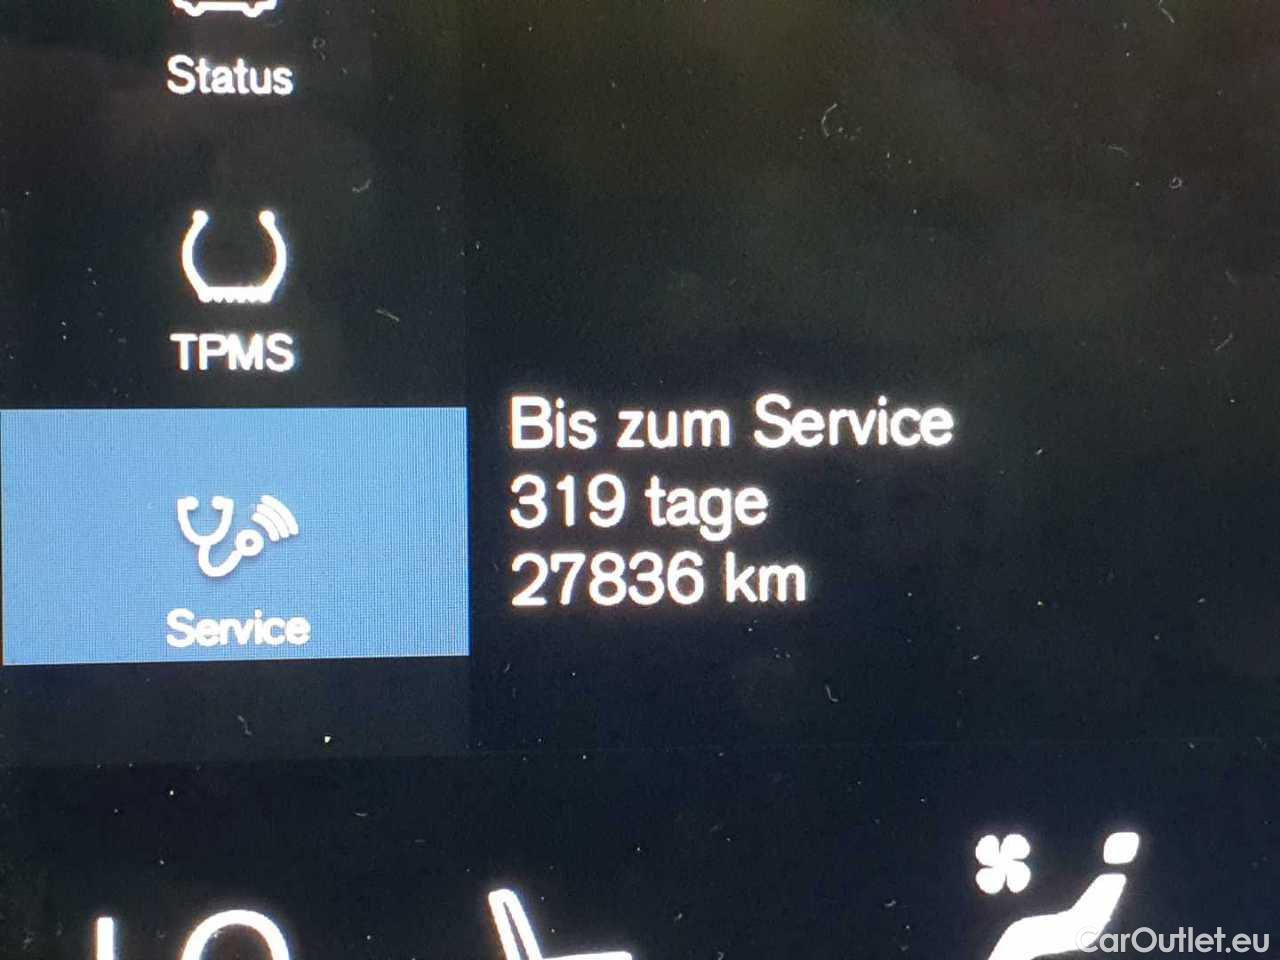 Status
TPMS
Bis zum Service
319 tage
27836 km
Service
CarOutlet.eu